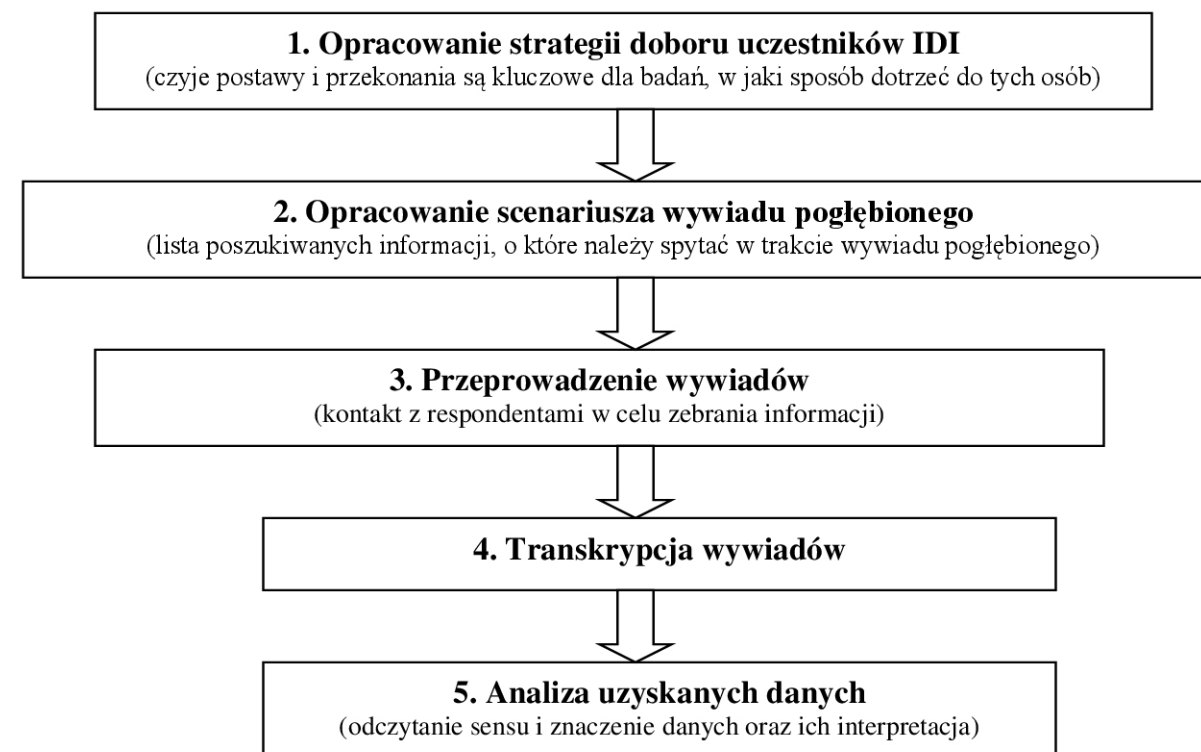 1. Opracowanie strategii doboru uczestników IDI
(czyje postawy i przekonania są kluczowe dla badań, w jaki sposób dotrzeć do tych osób)
2. Opracowanie scenariusza wywiadu pogłębionego
(lista poszukiwanych informacji, o które należy spytać w trakcie wywiadu pogłębionego)
3. Przeprowadzenie wywiadów
(kontakt z respondentami w celu zebrania informacji)
4. Transkrypcja wywiadów
5. Analiza uzyskanych danych
(odczytanie sensu i znaczenie danych oraz ich interpretacja)